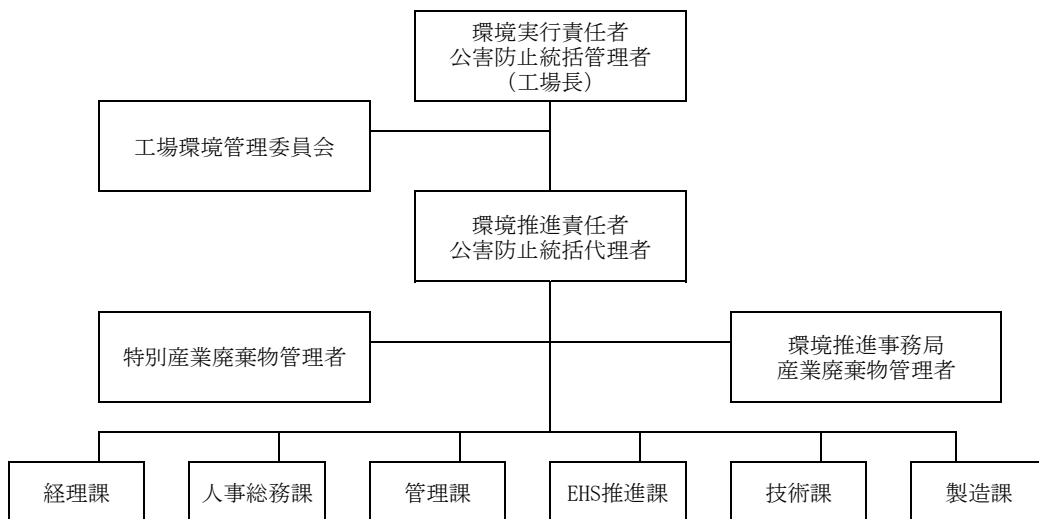 環境実行責任者
公害防止統括管理者
(工場長)
工場環境管理委員会
環境推進責任者
公害防止統括代理者
特別産業廃棄物管理者
環境推進事務局
産業廃棄物管理者
経理課
人事総務課
管理課
EHS推進課
技術課
製造課